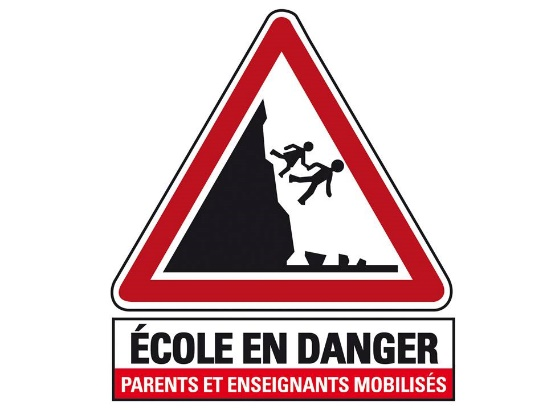 ÉCOLE EN DANGER
PARENTS ET ENSEIGNANTS MOBILISÉS